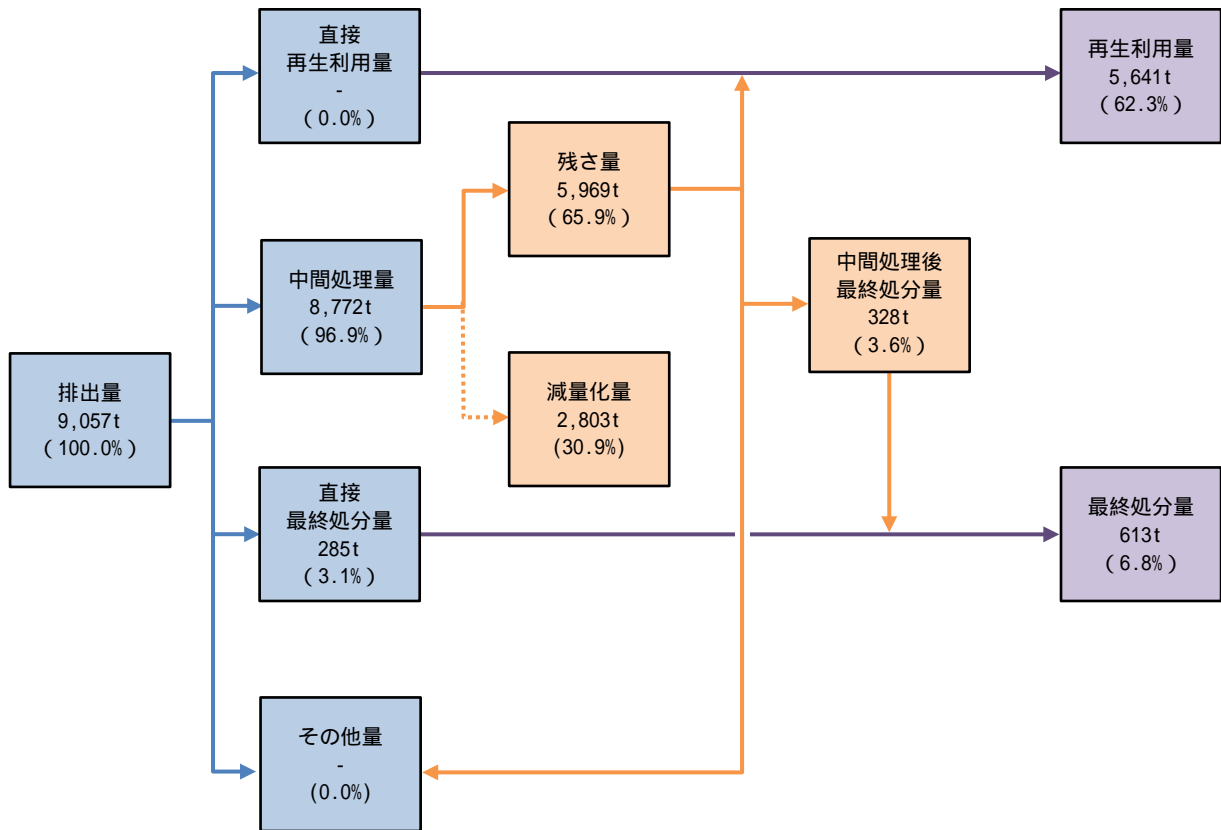 直接
再生利用量
-
(0.0%)
再生利用量
5,641t
(62.3%)
残さ量
5,969t
(65.9%)
中間処理量
8,772t
(96.9%)
中間処理後
最終処分量
328t
(3.6%)
排出量
9,057t
(100.0%)
減量化量
2,803t
(30.9%)
直接
最終処分量
285t
(3.1%)
最終処分量
613t
(6.8%)
その他量
-
(0.0%)